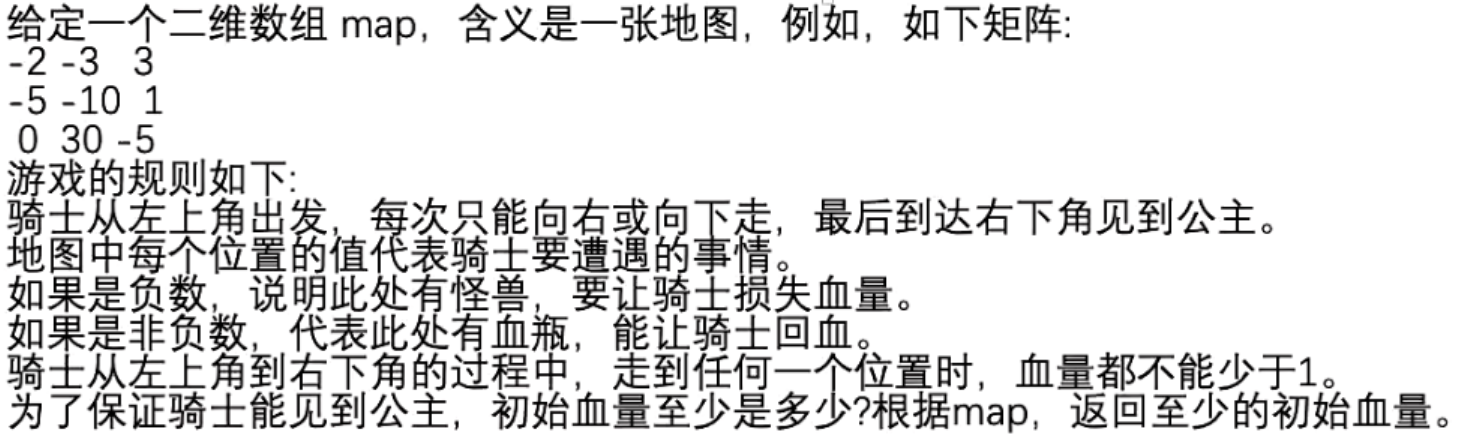 给定一个二维数组 map，含义是一张地图，例如，如下矩阵:
-2 -3 3
-5 -10 1
0 30 -5
游戏的规则如下:
骑士从左上角出发，每次只能向右或向下走，最后到达右下角见到公主。
地图中每个位置的值代表骑士要遭遇的事情。
如果是负数，说明此处有怪兽，要让骑士损失血量。
如果是非负数，代表此处有血瓶，能让骑士回血。
骑士从左上角到右下角的过程中，走到任何一个位置时，血量都不能少于1。
为了保证骑士能见到公主，初始血量至少是多少?根据map，返回至少的初始血量。